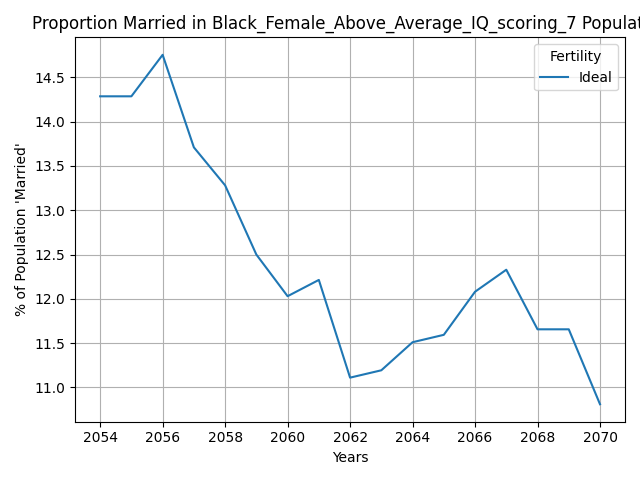 Proportion Married in Black_Female_Above_Average_IQ_scoring_7 Populat
Fertility
Ideal
% of Population 'Married'
14.5
14.0
13.5
13.0
12.5
12.0
11.5
11.0
2054 2056 2058 2060 2062 2064 2066 2068 2070
Years